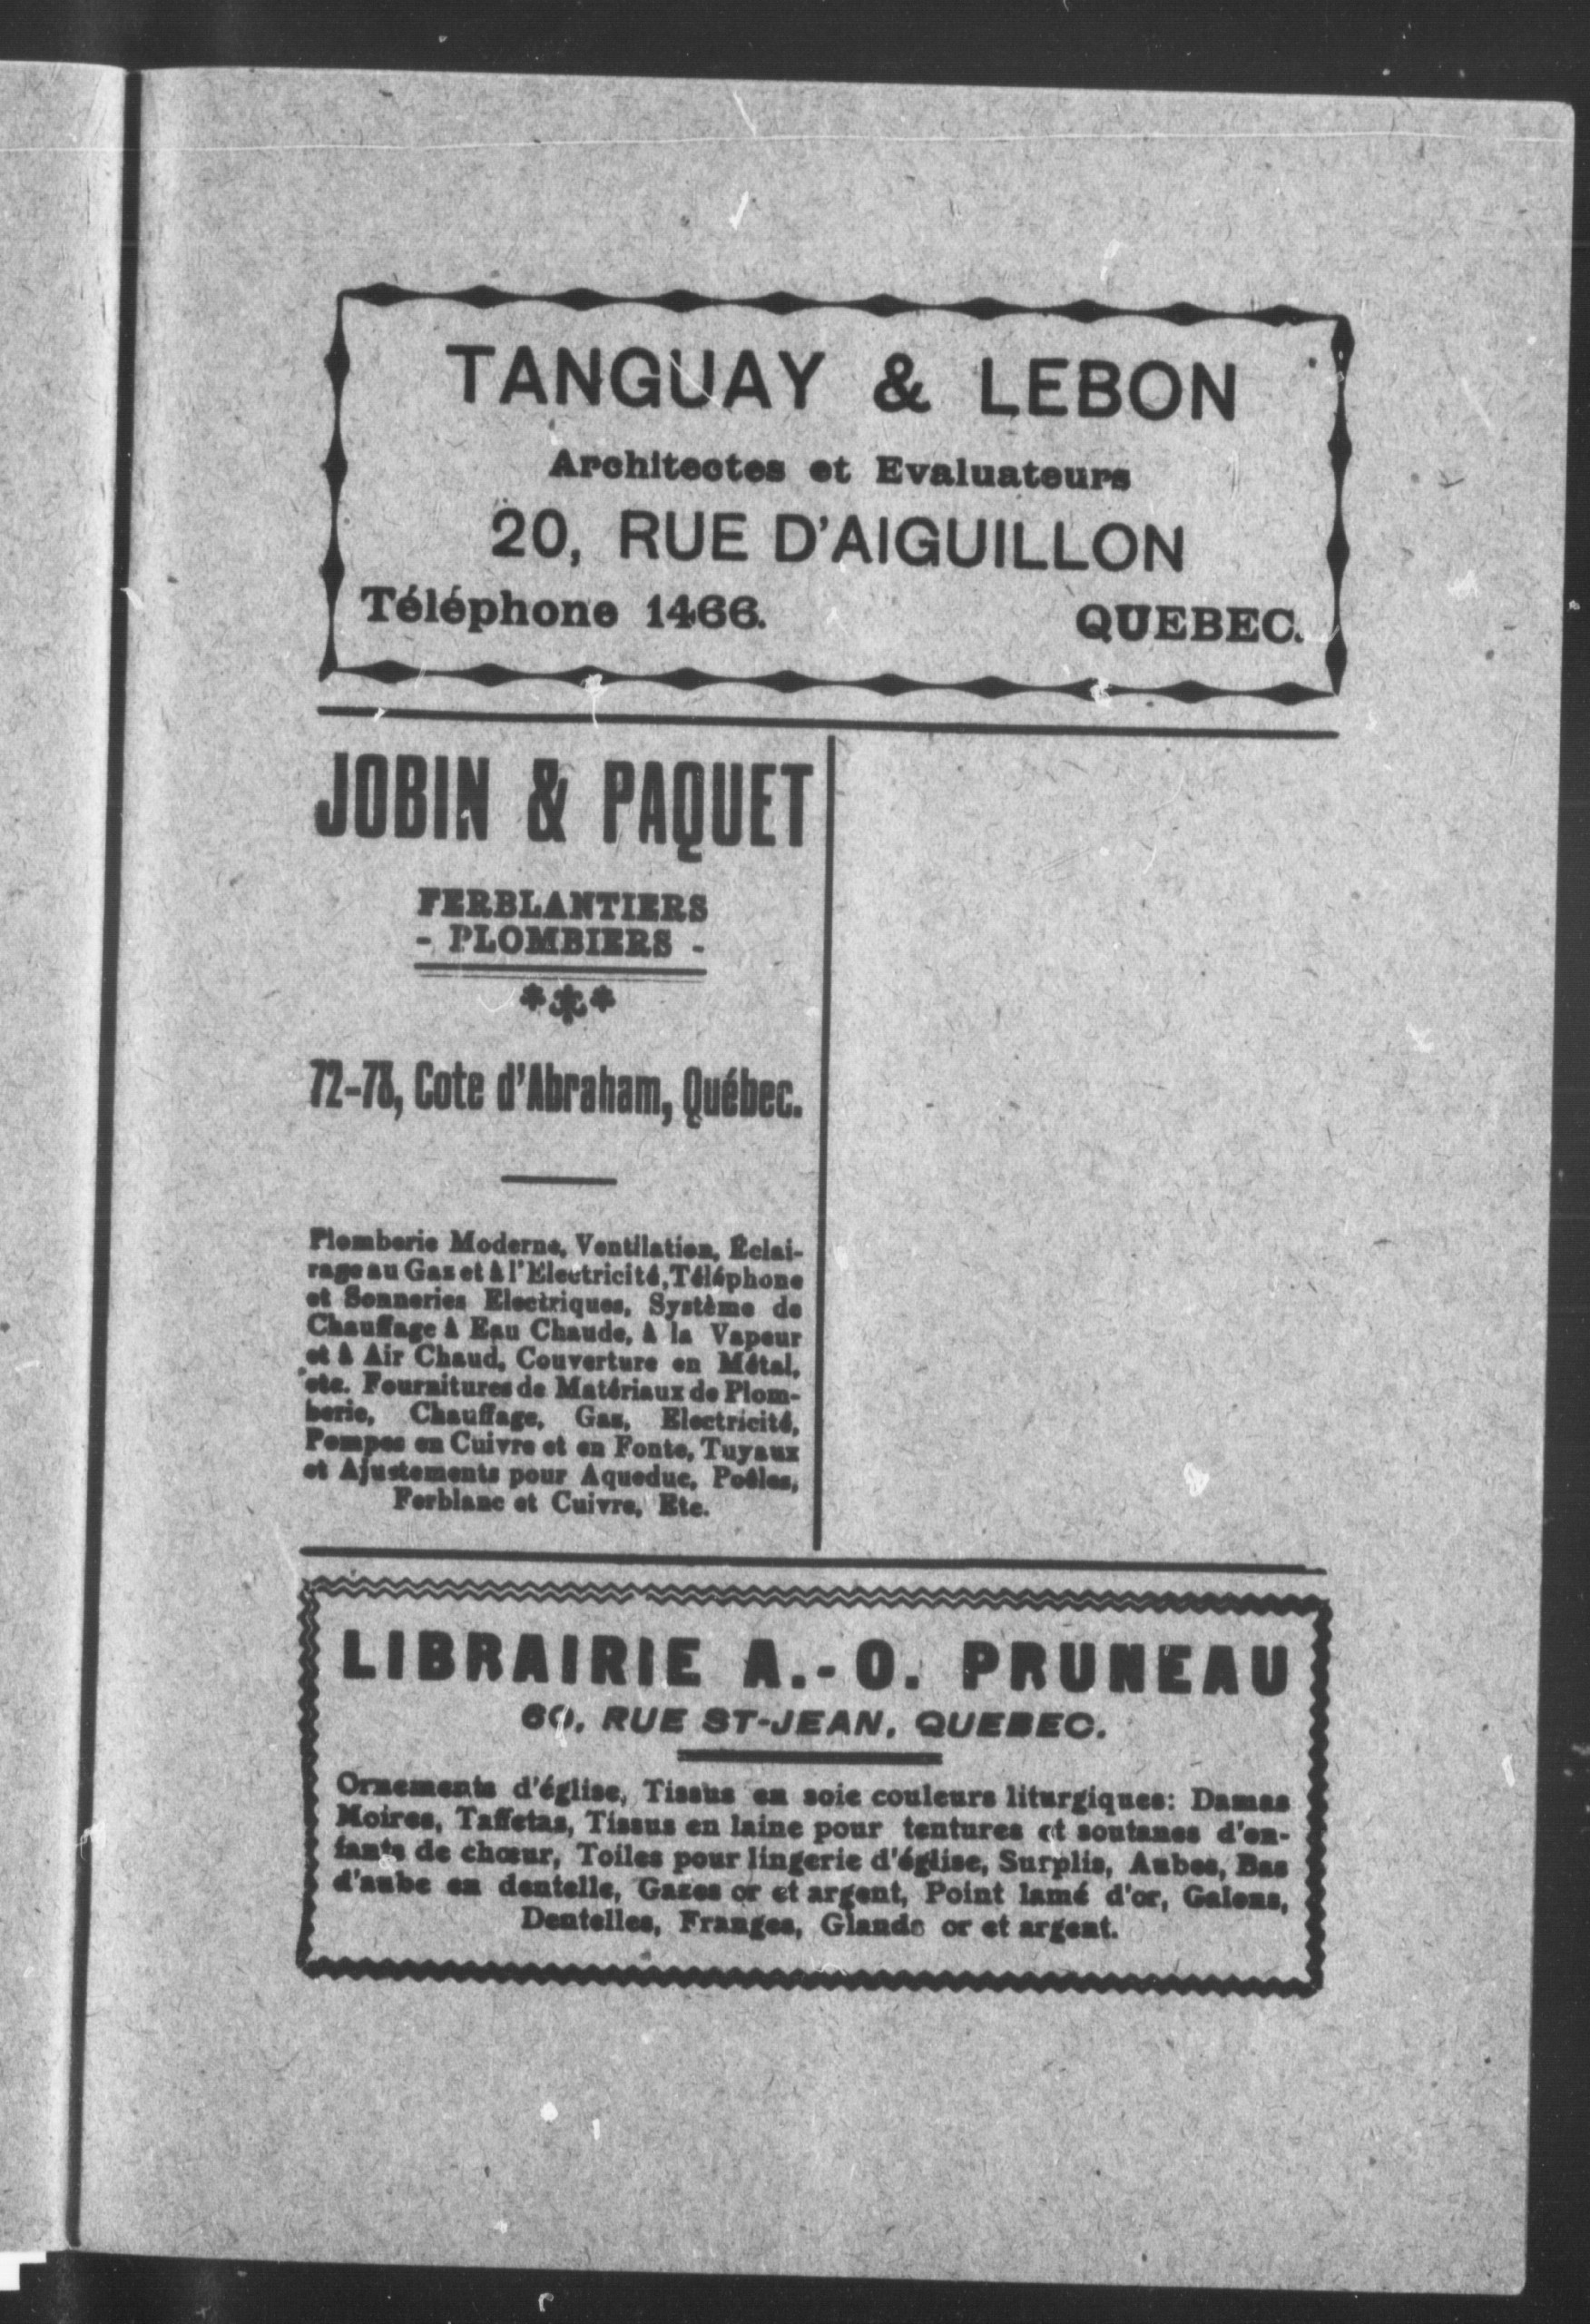 TANGUAY & LEBON
Architectes et Evaluateurs
20, RUE D'AIGUILLON
Téléphone 1466. QUEBEC.
JOBIN & PAQUET
FERBLANTIERS
- PLOMBIERS -
72-78, Cote d'Abraham, Québec.
Plomberie Moderne, Ventilation, Éclai-
rage au Gas et à l'Electricité, Téléphone
et Sonneries Electriques, Système de
Chauffage à Eau Chaude, à la Vapeur
et à Air Chaud, Couverture en Métal,
etc. Fournitures de Matériaux de Plom-
berie, Chauffage, Gas, Electricité,
Pompes en Cuivre et en Fonte, Tuyaux
et Ajustements pour Aqueduc, Poêles,
Ferblanc et Cuivre, Etc.
LIBRAIRIE A.-O. PRUNEAU
60, RUE ST-JEAN, QUEBEC.
Ornements d'église, Tissus en soie couleurs liturgiques: Damas
Moires, Taffetas, Tissus en laine pour tentures et soutanes d'en-
fants de chœur, Toiles pour lingerie d'église, Surplis, Aubes, Bas
d'aube en dentelle, Gazes or et argent, Point lamé d'or, Galons,
Dentelles, Franges, Glands or et argent.